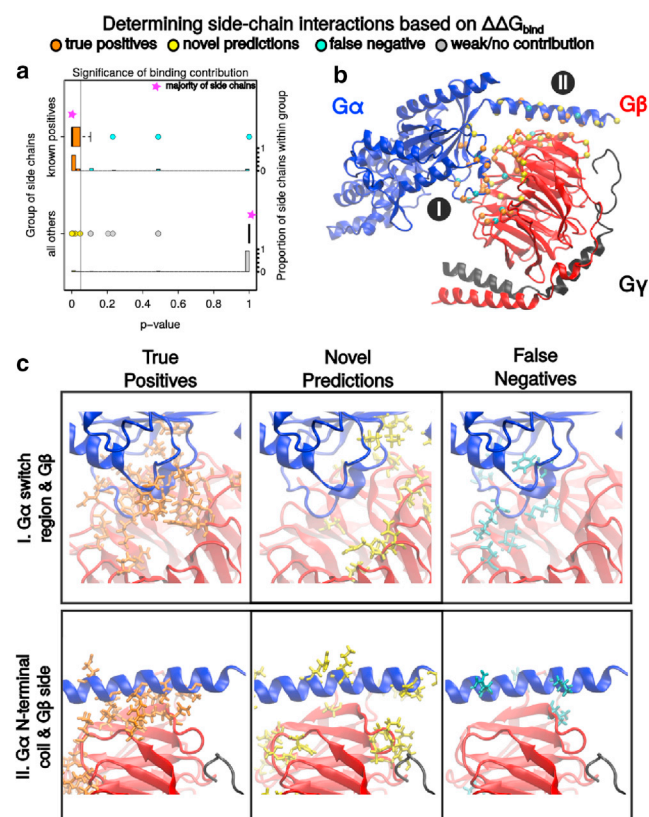 Determining side-chain interactions based on ΔΔGbind
true positives novel predictions false negative weak/no contribution
a
Significance of binding contribution
majority of side chains
Group of side chains
known positives
all others
1
0
1
0
Proportion of side chains within group
0 0.2 0.4 0.6 0.8 1
p-value
b
II
Gα
Gβ
I
Gγ
c
True
Positives
Novel
Predictions
False
Negatives
I. Gα switch
region & Gβ
II. Gα N-terminal
coil & Gβ side